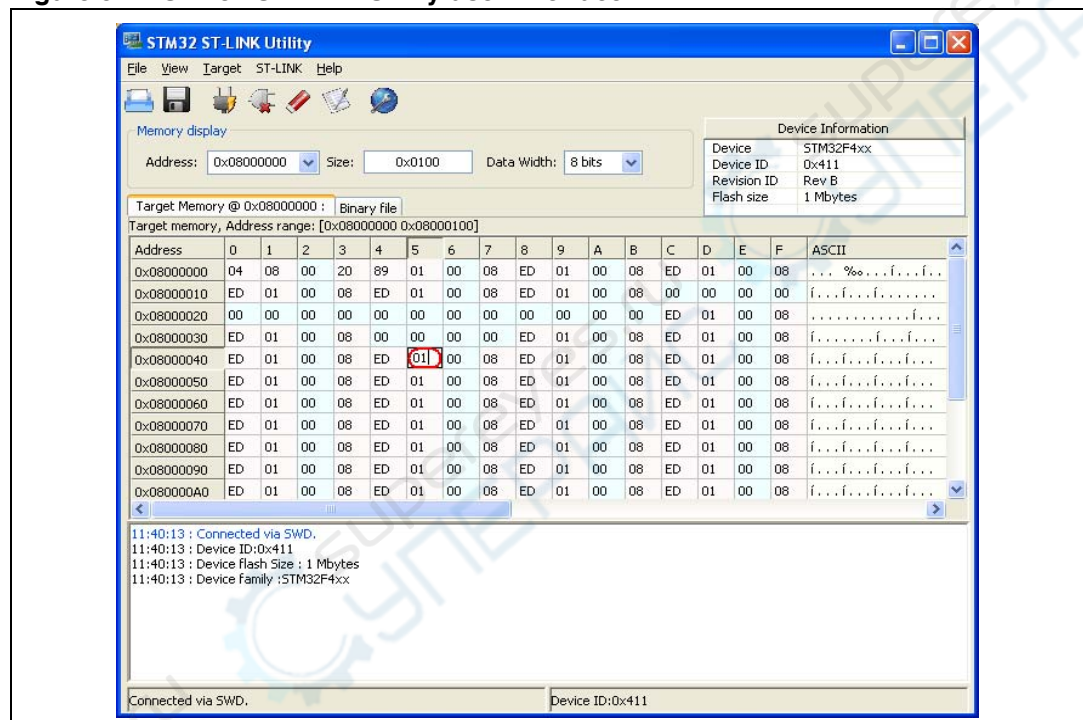 STM32 ST-LINK Utility
File View Target ST-LINK Help
Memory display
Address: 0x08000000 Size: 0x0100 Data Width: 8 bits
Device Information
Device STM32F4xx
Device ID 0x411
Revision ID Rev B
Flash size 1 Mbytes
Target Memory @ 0x08000000 : Binary file
Target memory, Address range: [0x08000000 0x08000100]
Address 0 1 2 3 4 5 6 7 8 9 A B C D E F ASCII
0x08000000 04 08 00 20 89 01 00 08 ED 01 00 08 ED 01 00 08 ... ‰...í...í..
0x08000010 ED 01 00 08 ED 01 00 08 ED 01 00 08 00 00 00 00 í...í...í.......
0x08000020 00 00 00 00 00 00 00 00 00 00 00 00 ED 01 00 08 ............í...
0x08000030 ED 01 00 08 00 00 00 00 ED 01 00 08 ED 01 00 08 í.......í...í...
0x08000040 ED 01 00 08 ED 01 00 08 ED 01 00 08 ED 01 00 08 í...í...í...í...
0x08000050 ED 01 00 08 ED 01 00 08 ED 01 00 08 ED 01 00 08 í...í...í...í...
0x08000060 ED 01 00 08 ED 01 00 08 ED 01 00 08 ED 01 00 08 í...í...í...í...
0x08000070 ED 01 00 08 ED 01 00 08 ED 01 00 08 ED 01 00 08 í...í...í...í...
0x08000080 ED 01 00 08 ED 01 00 08 ED 01 00 08 ED 01 00 08 í...í...í...í...
0x08000090 ED 01 00 08 ED 01 00 08 ED 01 00 08 ED 01 00 08 í...í...í...í...
0x080000A0 ED 01 00 08 ED 01 00 08 ED 01 00 08 ED 01 00 08 í...í...í...í...
11:40:13 : Connected via SWD.
11:40:13 : Device ID:0x411
11:40:13 : Device flash Size : 1 Mbytes
11:40:13 : Device family :STM32F4xx
Connected via SWD. Device ID:0x411
supereyes.ru
СУПЕРАЙС